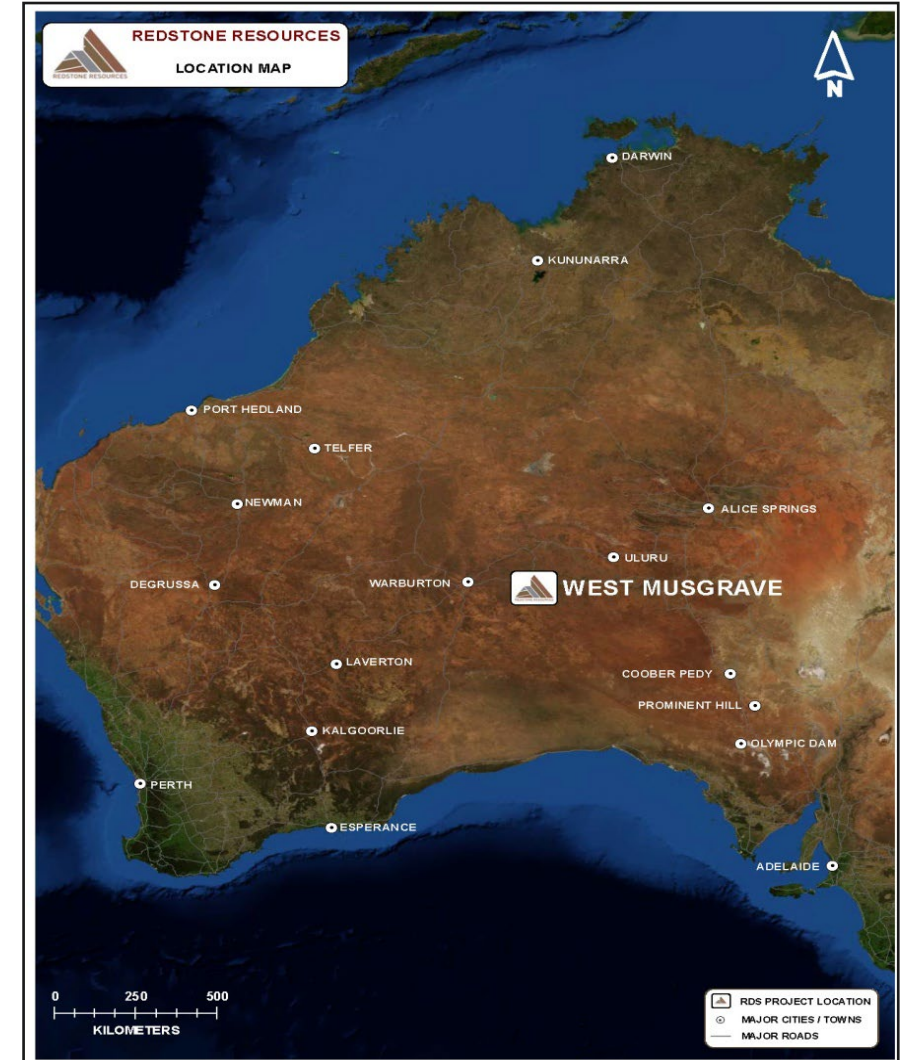 REDSTONE RESOURCES
LOCATION MAP
REDSTONE RESOURCES
N
DARWIN
KUNUNARRA
PORT HEDLAND
TELFER
NEWMAN
ALICE SPRINGS
ULURU
DEGRUSSA
WARBURTON
WEST MUSGRAVE
LAVERTON
COOBER PEDY
PROMINENT HILL
KALGOORLIE
OLYMPIC DAM
PERTH
ESPERANCE
ADELAIDE
0 250 500
KILOMETERS
RDS PROJECT LOCATION
MAJOR CITIES / TOWNS
MAJOR ROADS